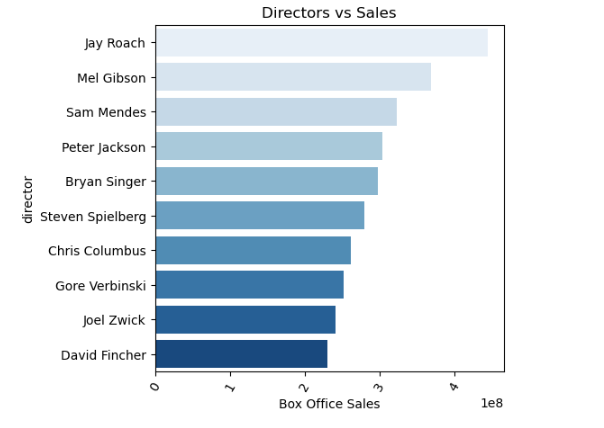 Directors vs Sales
Jay Roach
Mel Gibson
Sam Mendes
Peter Jackson
Bryan Singer
Steven Spielberg
Chris Columbus
Gore Verbinski
Joel Zwick
David Fincher
director
0 1 2 3 4
Box Office Sales
1e8